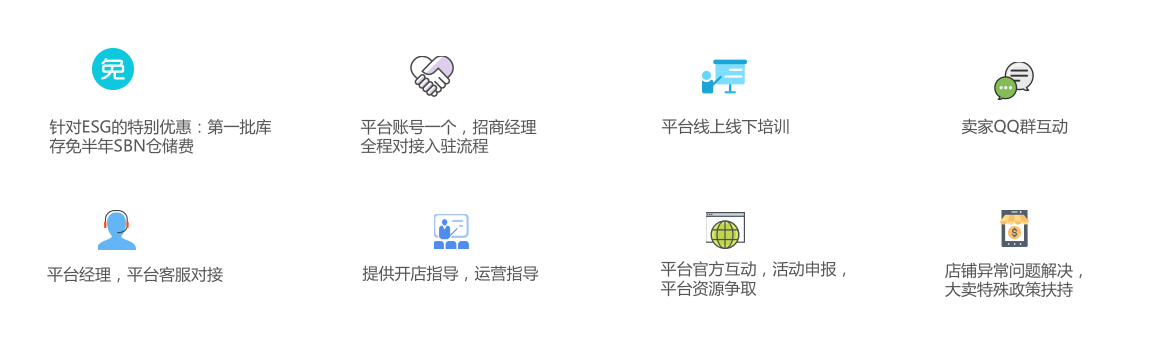 免
针对ESG的特别优惠：第一批库
存免半年SBN仓储费
平台账号一个，招商经理
全程对接入驻流程
平台线上线下培训
卖家QQ群互动
平台经理，平台客服对接
提供开店指导，运营指导
平台官方互动，活动申报，
平台资源争取
$
店铺异常问题解决，
大卖特殊政策扶持